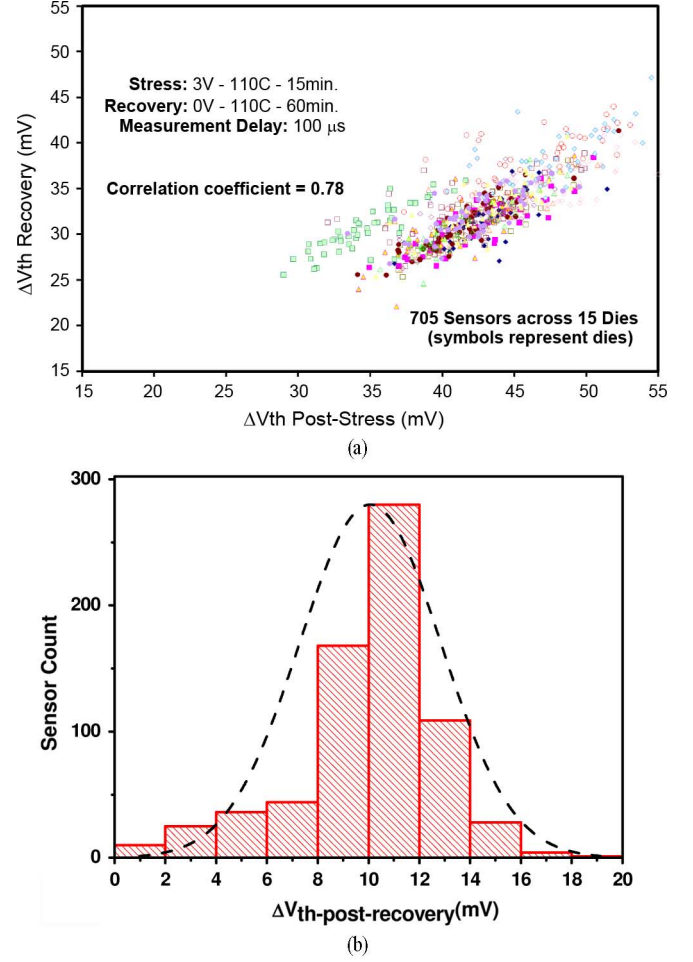 55
50
45
40
35
30
25
20
15
ΔVth Recovery (mV)
Stress: 3V - 110C - 15min.
Recovery: 0V - 110C - 60min.
Measurement Delay: 100 μs
Correlation coefficient = 0.78
705 Sensors across 15 Dies
(symbols represent dies)
15 20 25 30 35 40 45 50 55
ΔVth Post-Stress (mV)
(a)
300
200
100
0
Sensor Count
0 2 4 6 8 10 12 14 16 18 20
ΔVth-post-recovery(mV)
(b)